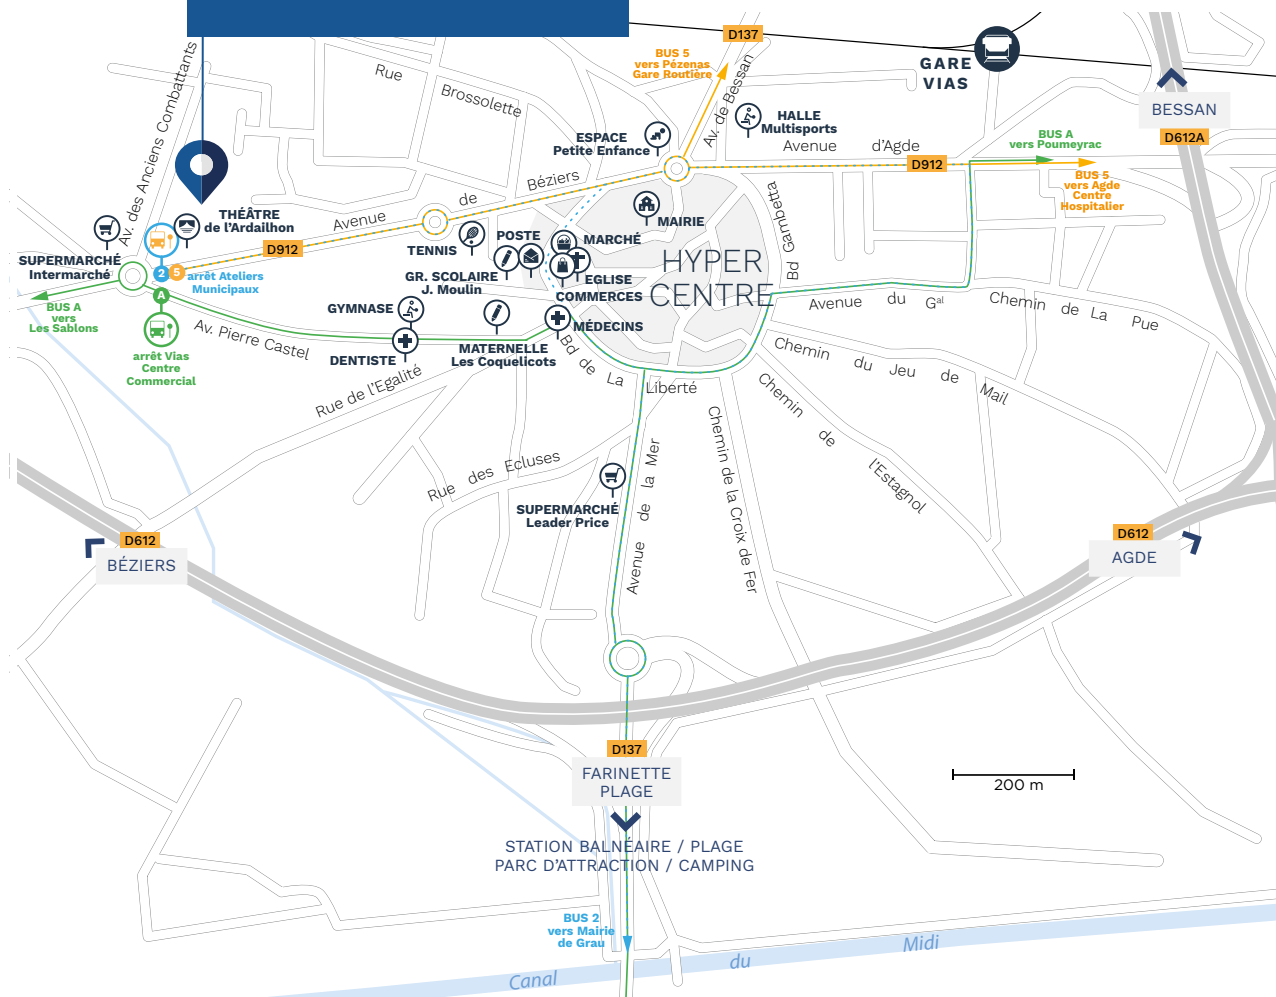 D137
BUS 5
vers Pézenas
Gare Routière
GARE
VIAS
BESSAN
D612A
Rue
Brossolette
Av. des Anciens Combattants
Av. de Bessan
HALLE
Multisports
ESPACE
Petite Enfance
Avenue d'Agde
BUS A
vers Poumeyrac
D912
BUS 5
vers Agde
Centre
Hospitalier
Avenue de Béziers
THÉÂTRE
de l'Ardailhon
D912
MAIRIE
Bd Gambetta
TENNIS
POSTE
MARCHÉ
HYPER
CENTRE
SUPERMARCHÉ
Intermarché
2
5
arrêt Ateliers
Municipaux
A
GR. SCOLAIRE
J. Moulin
EGLISE
COMMERCES
BUS A
vers
Les Sablons
GYMNASE
MÉDECINS
Avenue du Gal
Chemin de La Pue
Av. Pierre Castel
arrêt Vias
Centre
Commercial
DENTISTE
MATERNELLE
Les Coquelicots
Bd de La Liberté
Chemin du Jeu de Mail
Rue de l'Egalité
Chemin de l'Estagnol
Chemin de la Croix de Fer
Rue des Ecluses
Avenue de la Mer
SUPERMARCHÉ
Leader Price
D612
BÉZIERS
D612
AGDE
D137
FARINETTE
PLAGE
200 m
STATION BALNÉAIRE / PLAGE
PARC D'ATTRACTION / CAMPING
BUS 2
vers Mairie
de Grau
Canal du Midi